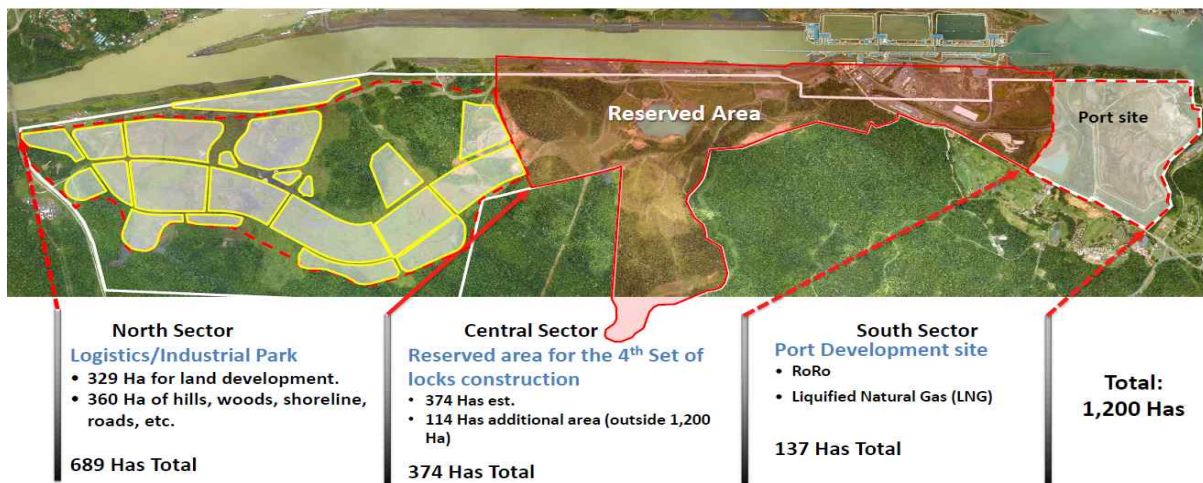 Reserved Area
Port site
North Sector
Logistics/Industrial Park
• 329 Ha for land development.
• 360 Ha of hills, woods, shoreline,
roads, etc.
689 Has Total
Central Sector
Reserved area for the 4th Set of
locks construction
• 374 Has est.
• 114 Has additional area (outside 1,200
Ha)
374 Has Total
South Sector
Port Development site
• RoRo
• Liquified Natural Gas (LNG)
137 Has Total
Total:
1,200 Has